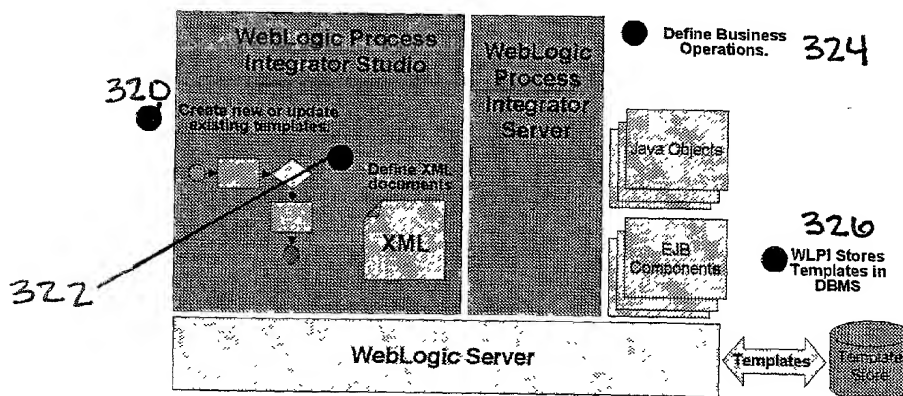 WebLogic Process
Integrator Studio
320
Create new or update
existing templates.
Define XML
documents
XML
322
WebLogic
Process
Integrator
Server
Define Business
Operations.
324
Java Objects
EJB
Components
326
WLPI Stores
Templates in
DBMS
WebLogic Server
Templates
Template
Store